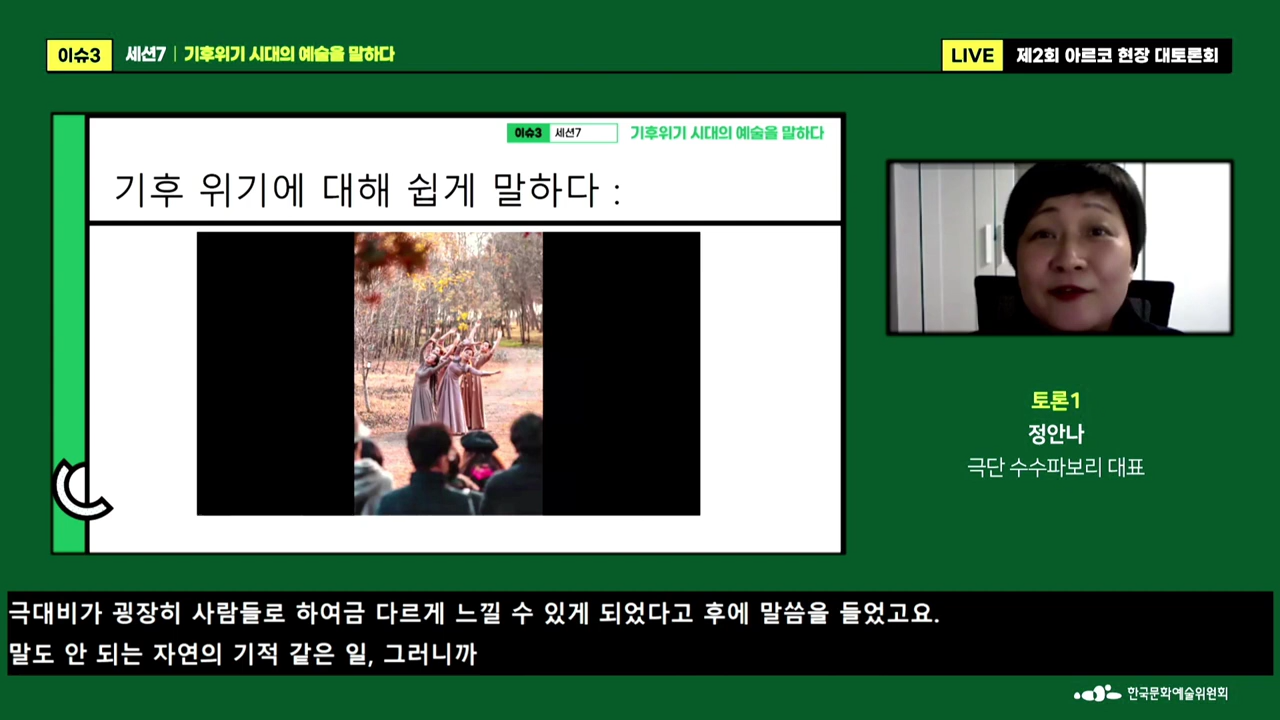 이슈3 세션7 | 기후위기 시대의 예술을 말하다
LIVE 제2회 아르코 현장 대토론회
이슈3 세션7 기후위기 시대의 예술을 말하다
기후 위기에 대해 쉽게 말하다 :
토론1
정안나
극단 수수파보리 대표
극대비가 굉장히 사람들로 하여금 다르게 느낄 수 있게 되었다고 후에 말씀을 들었고요.
말도 안 되는 자연의 기적 같은 일, 그러니까
한국문화예술위원회